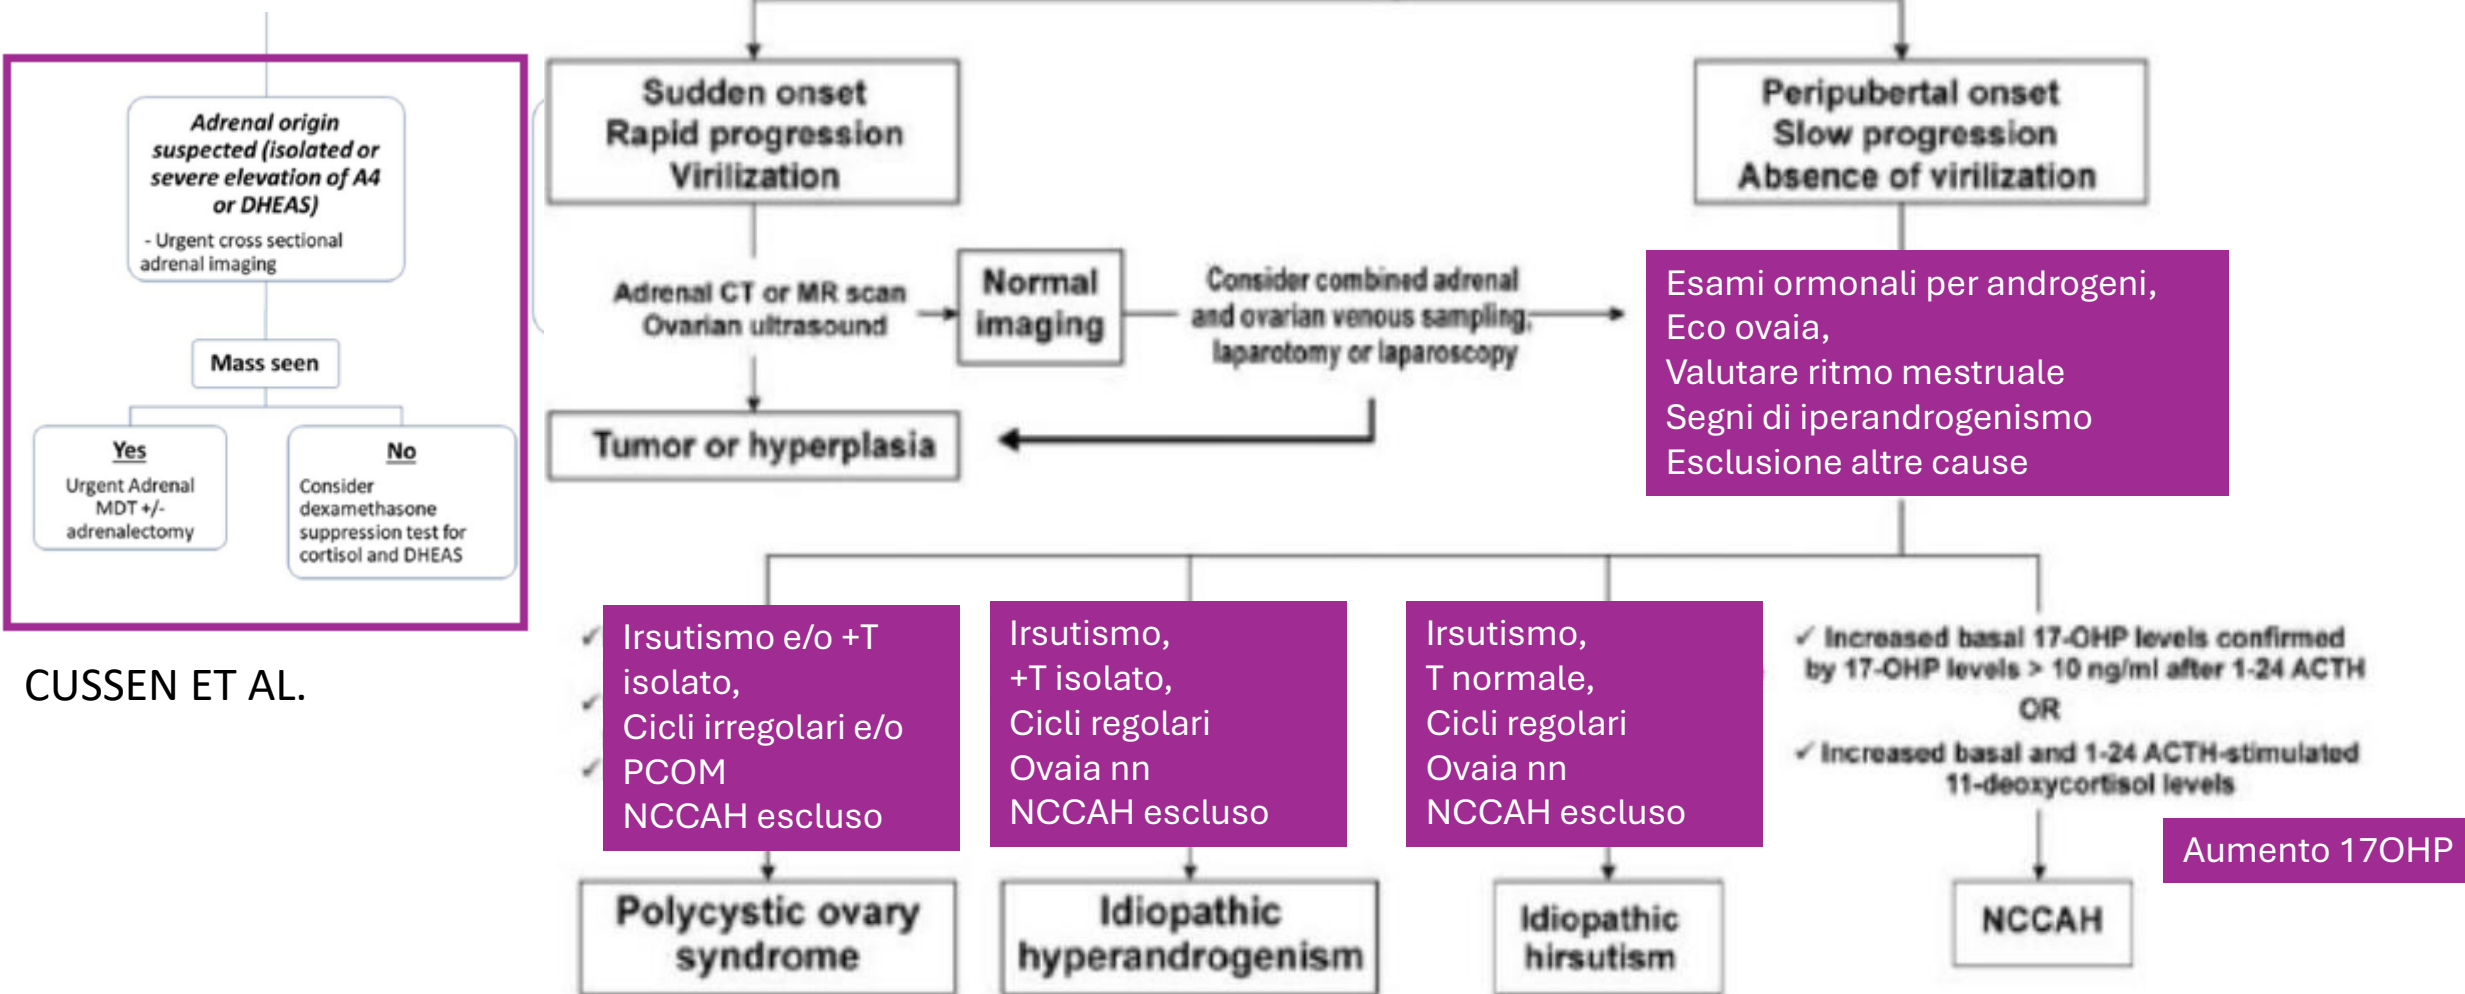 Adrenal origin
suspected (isolated or
severe elevation of A4
or DHEAS)
- Urgent cross sectional
adrenal imaging
Mass seen
Yes
Urgent Adrenal
MDT +/-
adrenalectomy
No
Consider
dexamethasone
suppression test for
cortisol and DHEAS
CUSSEN ET AL.
Sudden onset
Rapid progression
Virilization
Adrenal CT or MR scan
Ovarian ultrasound
Normal
imaging
Consider combined adrenal
and ovarian venous sampling,
laparotomy or laparoscopy
Tumor or hyperplasia
Peripubertal onset
Slow progression
Absence of virilization
Esami ormonali per androgeni,
Eco ovaia,
Valutare ritmo mestruale
Segni di iperandrogenismo
Esclusione altre cause
✓ Irsutismo e/o +T
isolato,
✓ Cicli irregolari e/o
✓ PCOM
NCCAH escluso
Polycystic ovary
syndrome
Irsutismo,
+T isolato,
Cicli regolari
Ovaia nn
NCCAH escluso
Idiopathic
hyperandrogenism
Irsutismo,
T normale,
Cicli regolari
Ovaia nn
NCCAH escluso
Idiopathic
hirsutism
✓ Increased basal 17-OHP levels confirmed
by 17-OHP levels > 10 ng/ml after 1-24 ACTH
OR
✓ Increased basal and 1-24 ACTH-stimulated
11-deoxycortisol levels
Aumento 17OHP
NCCAH